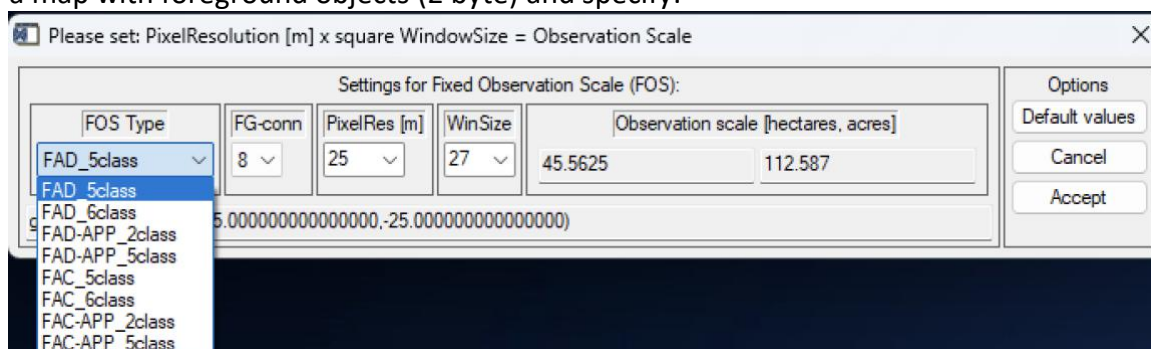 a map with foreground objects (2 byte) and specify:
Please set: PixelResolution [m] x square WindowSize = Observation Scale
Settings for Fixed Observation Scale (FOS):
Options
FOS Type
FG-conn
PixelRes [m]
WinSize
Observation scale [hectares, acres]
Default values
FAD_5class
8
25
27
45.5625
112.587
Cancel
Accept
FAD_5class
FAD_6class
FAD-APP_2class
5.000000000000000,-25.000000000000000)
FAD-APP_5class
FAC_5class
FAC_6class
FAC-APP_2class
FAC-APP_5class